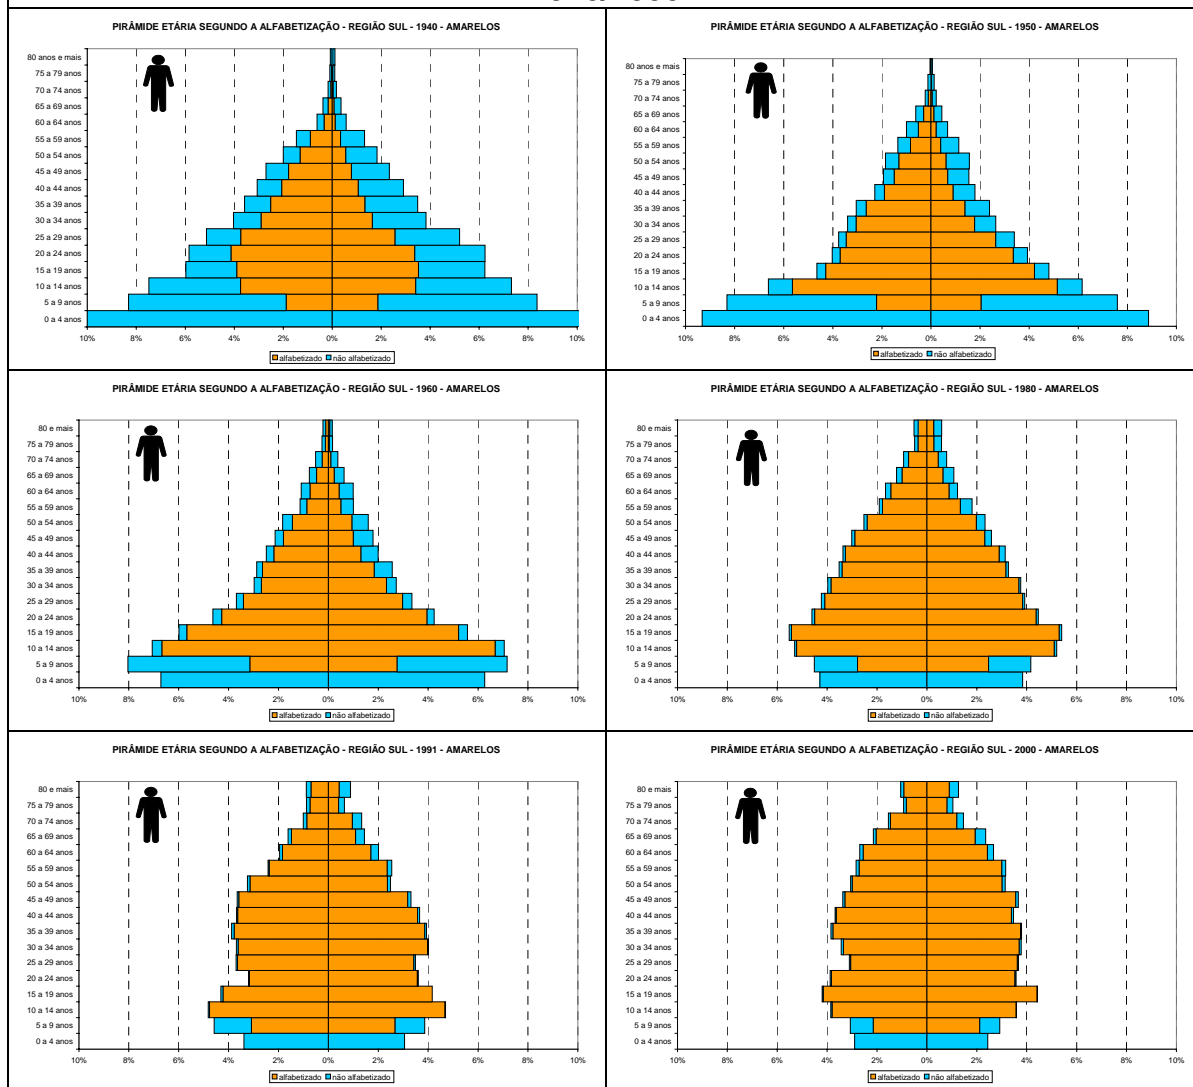 PIRÂMIDE ETÁRIA SEGUNDO A ALFABETIZAÇÃO - REGIÃO SUL - 1940 - AMARELOS
80 anos e mais
75 a 79 anos
70 a 74 anos
65 a 69 anos
60 a 64 anos
55 a 59 anos
50 a 54 anos
45 a 49 anos
40 a 44 anos
35 a 39 anos
30 a 34 anos
25 a 29 anos
20 a 24 anos
15 a 19 anos
10 a 14 anos
5 a 9 anos
0 a 4 anos
10% 8% 6% 4% 2% 0% 2% 4% 6% 8% 10%
alfabetizado não alfabetizado
PIRÂMIDE ETÁRIA SEGUNDO A ALFABETIZAÇÃO - REGIÃO SUL - 1950 - AMARELOS
80 anos e mais
75 a 79 anos
70 a 74 anos
65 a 69 anos
60 a 64 anos
55 a 59 anos
50 a 54 anos
45 a 49 anos
40 a 44 anos
35 a 39 anos
30 a 34 anos
25 a 29 anos
20 a 24 anos
15 a 19 anos
10 a 14 anos
5 a 9 anos
0 a 4 anos
10% 8% 6% 4% 2% 0% 2% 4% 6% 8% 10%
alfabetizado não alfabetizado
PIRÂMIDE ETÁRIA SEGUNDO A ALFABETIZAÇÃO - REGIÃO SUL - 1960 - AMARELOS
80 e mais
75 a 79 anos
70 a 74 anos
65 a 69 anos
60 a 64 anos
55 a 59 anos
50 a 54 anos
45 a 49 anos
40 a 44 anos
35 a 39 anos
30 a 34 anos
25 a 29 anos
20 a 24 anos
15 a 19 anos
10 a 14 anos
5 a 9 anos
0 a 4 anos
10% 8% 6% 4% 2% 0% 2% 4% 6% 8% 10%
alfabetizado não alfabetizado
PIRÂMIDE ETÁRIA SEGUNDO A ALFABETIZAÇÃO - REGIÃO SUL - 1980 - AMARELOS
80 e mais
75 a 79 anos
70 a 74 anos
65 a 69 anos
60 a 64 anos
55 a 59 anos
50 a 54 anos
45 a 49 anos
40 a 44 anos
35 a 39 anos
30 a 34 anos
25 a 29 anos
20 a 24 anos
15 a 19 anos
10 a 14 anos
5 a 9 anos
0 a 4 anos
10% 8% 6% 4% 2% 0% 2% 4% 6% 8% 10%
alfabetizado não alfabetizado
PIRÂMIDE ETÁRIA SEGUNDO A ALFABETIZAÇÃO - REGIÃO SUL - 1991 - AMARELOS
80 e mais
75 a 79 anos
70 a 74 anos
65 a 69 anos
60 a 64 anos
55 a 59 anos
50 a 54 anos
45 a 49 anos
40 a 44 anos
35 a 39 anos
30 a 34 anos
25 a 29 anos
20 a 24 anos
15 a 19 anos
10 a 14 anos
5 a 9 anos
0 a 4 anos
10% 8% 6% 4% 2% 0% 2% 4% 6% 8% 10%
alfabetizado não alfabetizado
PIRÂMIDE ETÁRIA SEGUNDO A ALFABETIZAÇÃO - REGIÃO SUL - 2000 - AMARELOS
80 e mais
75 a 79 anos
70 a 74 anos
65 a 69 anos
60 a 64 anos
55 a 59 anos
50 a 54 anos
45 a 49 anos
40 a 44 anos
35 a 39 anos
30 a 34 anos
25 a 29 anos
20 a 24 anos
15 a 19 anos
10 a 14 anos
5 a 9 anos
0 a 4 anos
10% 8% 6% 4% 2% 0% 2% 4% 6% 8% 10%
alfabetizado não alfabetizado